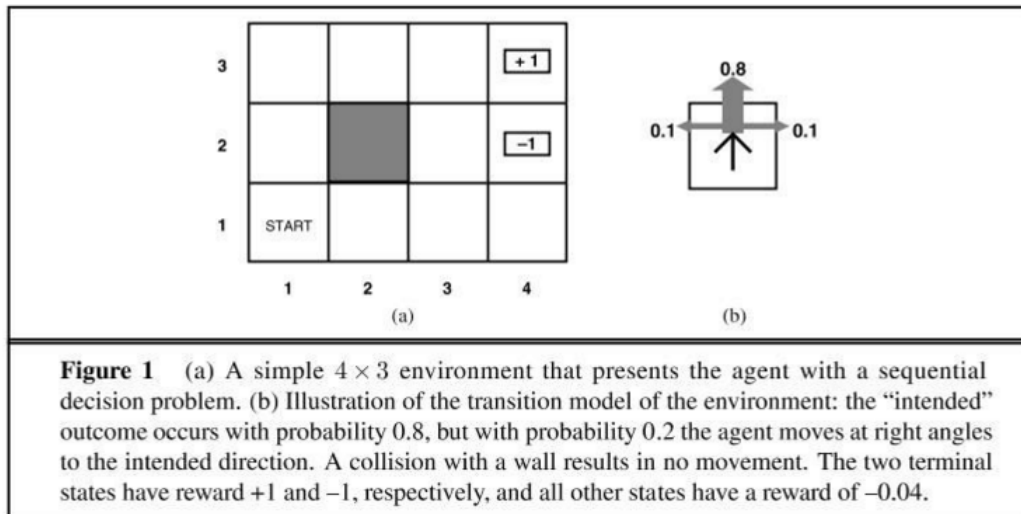 3
+ 1
2
–1
1
START
1 2 3 4
(a)
0.8
0.1 0.1
(b)
Figure 1 (a) A simple 4 × 3 environment that presents the agent with a sequential
decision problem. (b) Illustration of the transition model of the environment: the “intended”
outcome occurs with probability 0.8, but with probability 0.2 the agent moves at right angles
to the intended direction. A collision with a wall results in no movement. The two terminal
states have reward +1 and –1, respectively, and all other states have a reward of –0.04.